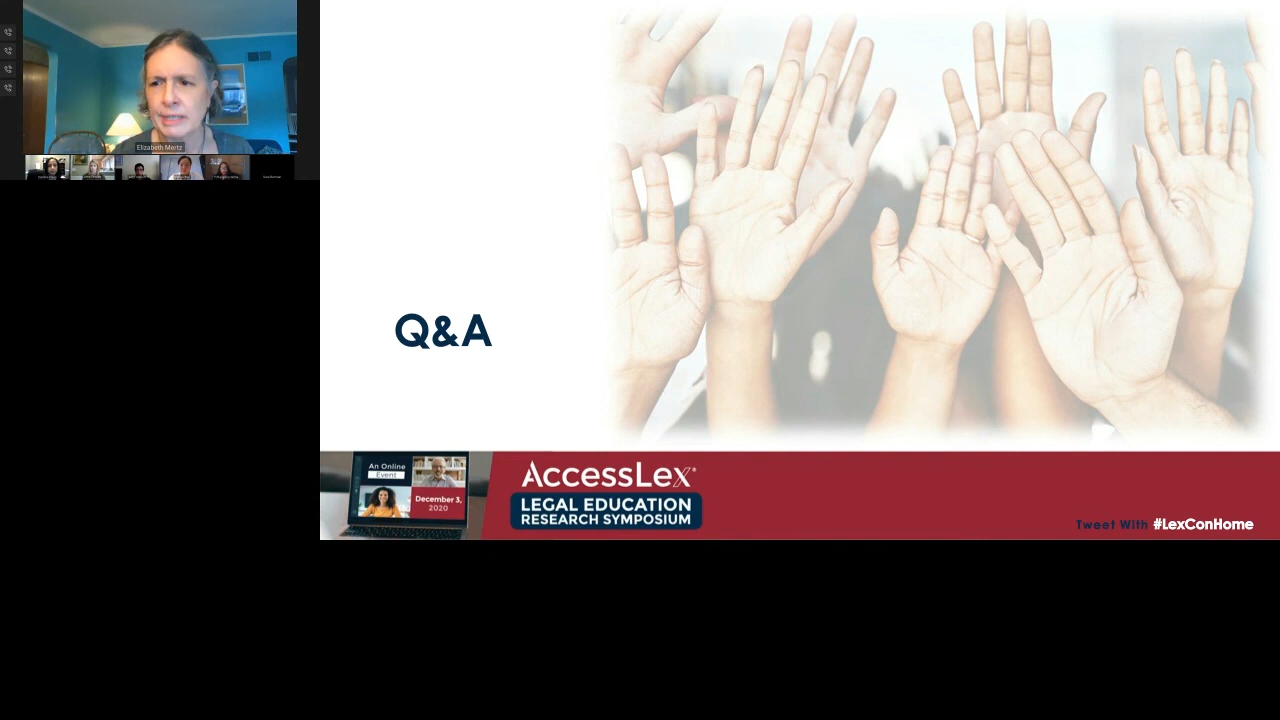 Elizabeth Mertz
Q&A
An Online
Event
December 3,
2020
AccessLex®
LEGAL EDUCATION
RESEARCH SYMPOSIUM
Tweet With #LexConHome